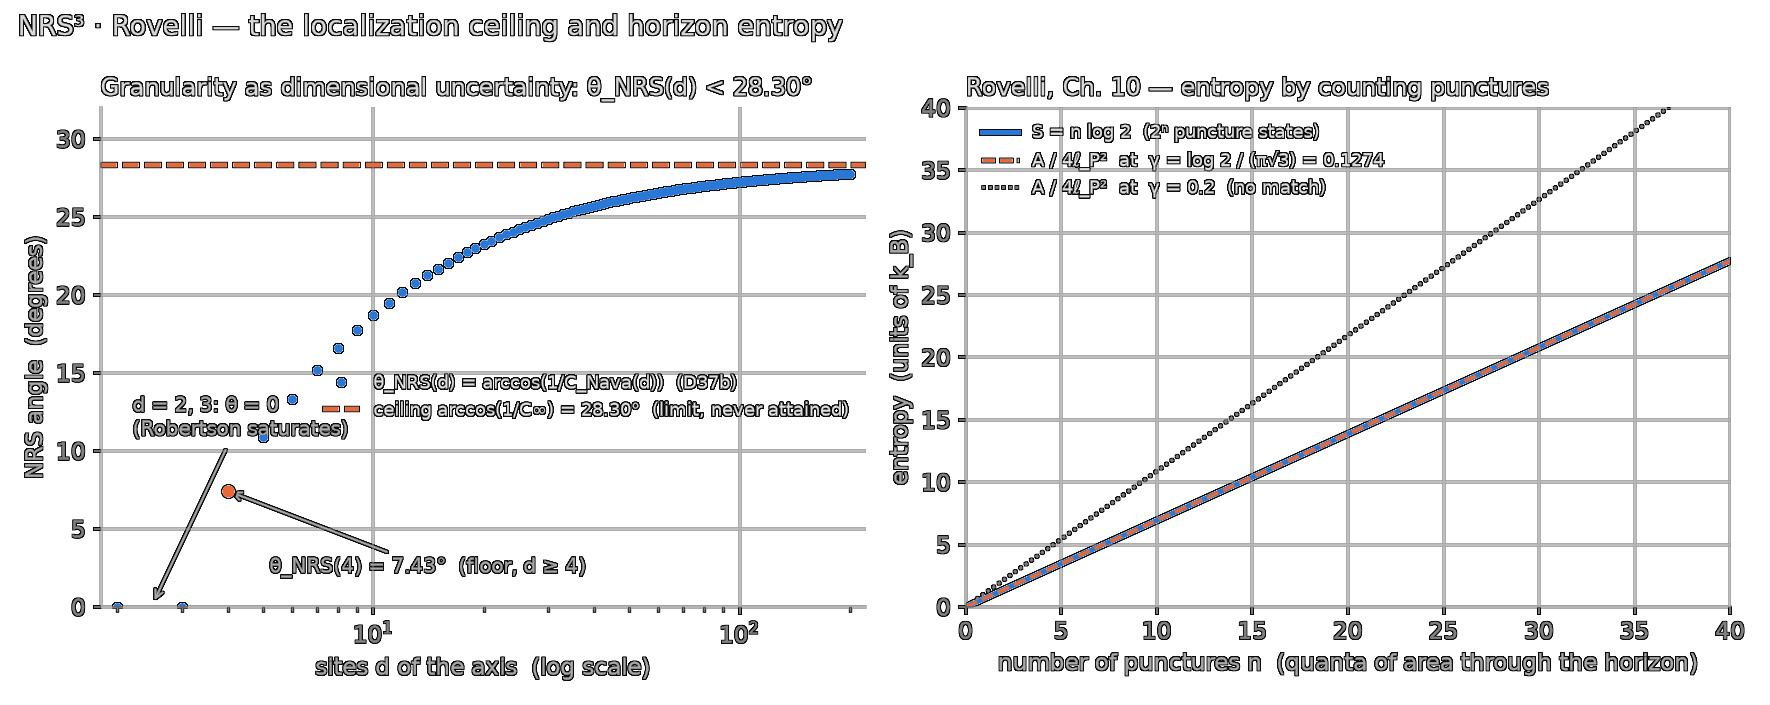 NRS³ · Rovelli — the localization ceiling and horizon entropy
Granularity as dimensional uncertainty: θ_NRS(d) < 28.30°
NRS angle (degrees)
30
25
20
15
10
5
0
θ_NRS(d) = arccos(1/C_Nava(d)) (D37b)
ceiling arccos(1/C∞) = 28.30° (limit, never attained)
d = 2, 3: θ = 0
(Robertson saturates)
θ_NRS(4) = 7.43° (floor, d ≥ 4)
10¹ 10²
sites d of the axis (log scale)
Rovelli, Ch. 10 — entropy by counting punctures
entropy (units of k_B)
40
35
30
25
20
15
10
5
0
S = n log 2 (2ⁿ puncture states)
A / 4ℓ_P² at γ = log 2 / (π√3) = 0.1274
A / 4ℓ_P² at γ = 0.2 (no match)
0 5 10 15 20 25 30 35 40
number of punctures n (quanta of area through the horizon)